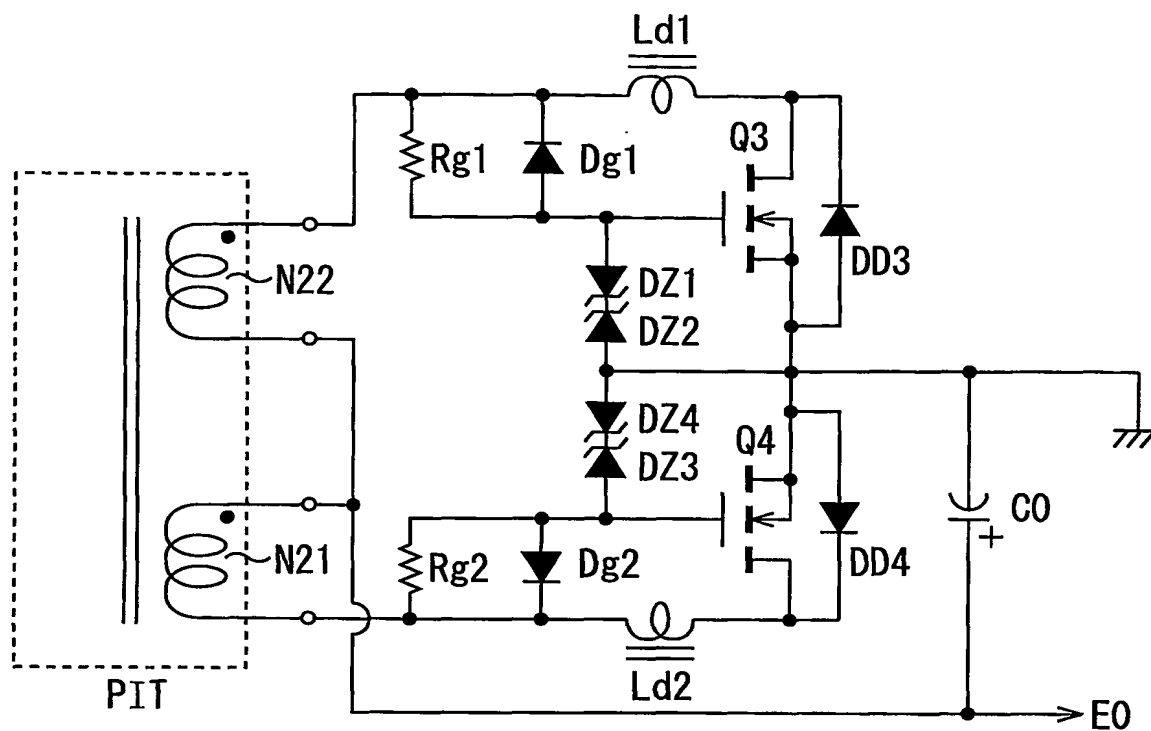 Ld1
Q3
Rg1
Dg1
DD3
N22
DZ1
DZ2
DZ4
DZ3
Q4
C0
+
N21
Rg2
Dg2
DD4
Ld2
PIT
E0